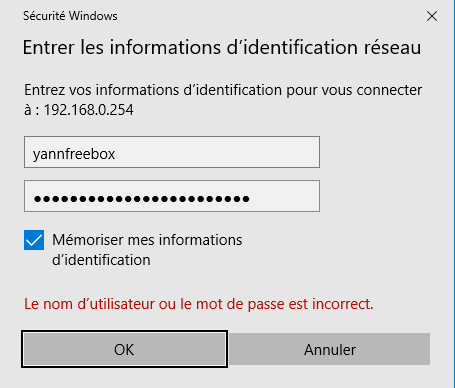 Sécurité Windows
Entrer les informations d'identification réseau
Entrez vos informations d'identification pour vous connecter
à : 192.168.0.254
yannfreebox
●●●●●●●●●●●●●●●●●●●●●●●●
Mémoriser mes informations
d'identification
Le nom d'utilisateur ou le mot de passe est incorrect.
OK Annuler